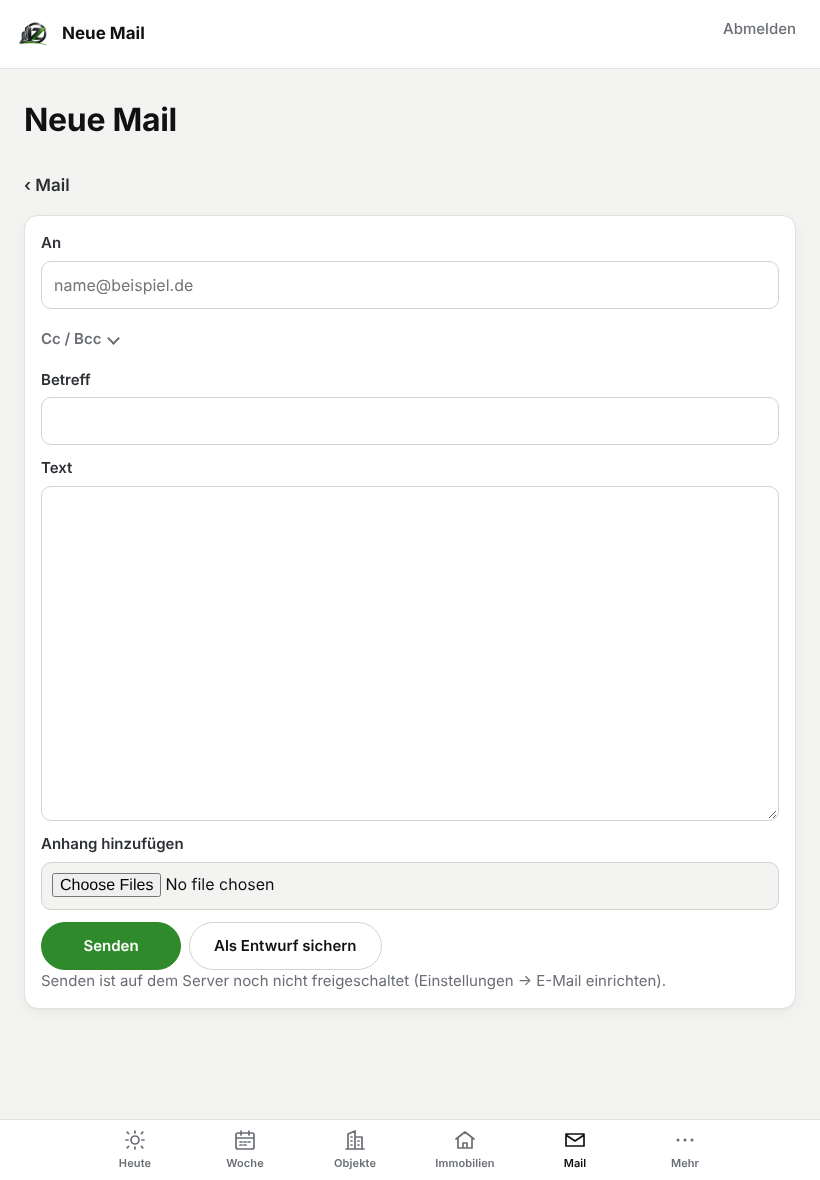 Neue Mail
Abmelden
Neue Mail
‹ Mail
An
name@beispiel.de
Cc / Bcc
Betreff
Text
Anhang hinzufügen
Choose Files No file chosen
Senden
Als Entwurf sichern
Senden ist auf dem Server noch nicht freigeschaltet (Einstellungen → E-Mail einrichten).
Heute
Woche
Objekte
Immobilien
Mail
Mehr